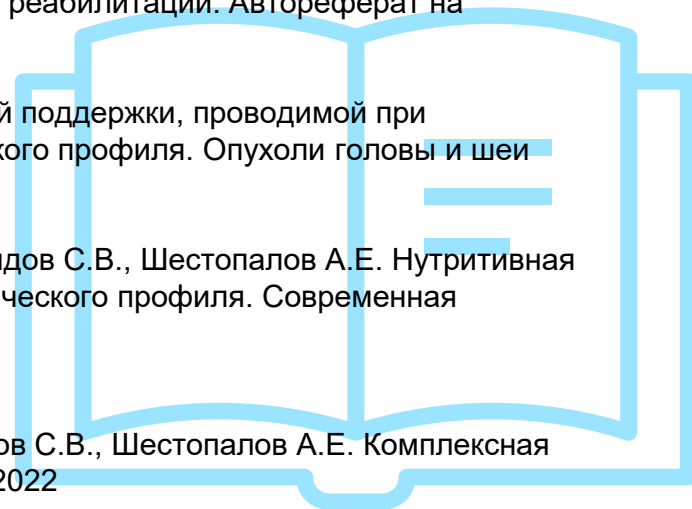 реабилитации. Автореферат на
й поддержки, проводимой при
кого профиля. Опухоли головы и шеи
дов С.В., Шестопалов А.Е. Нутритивная
ческого профиля. Современная
ов С.В., Шестопалов А.Е. Комплексная
2022